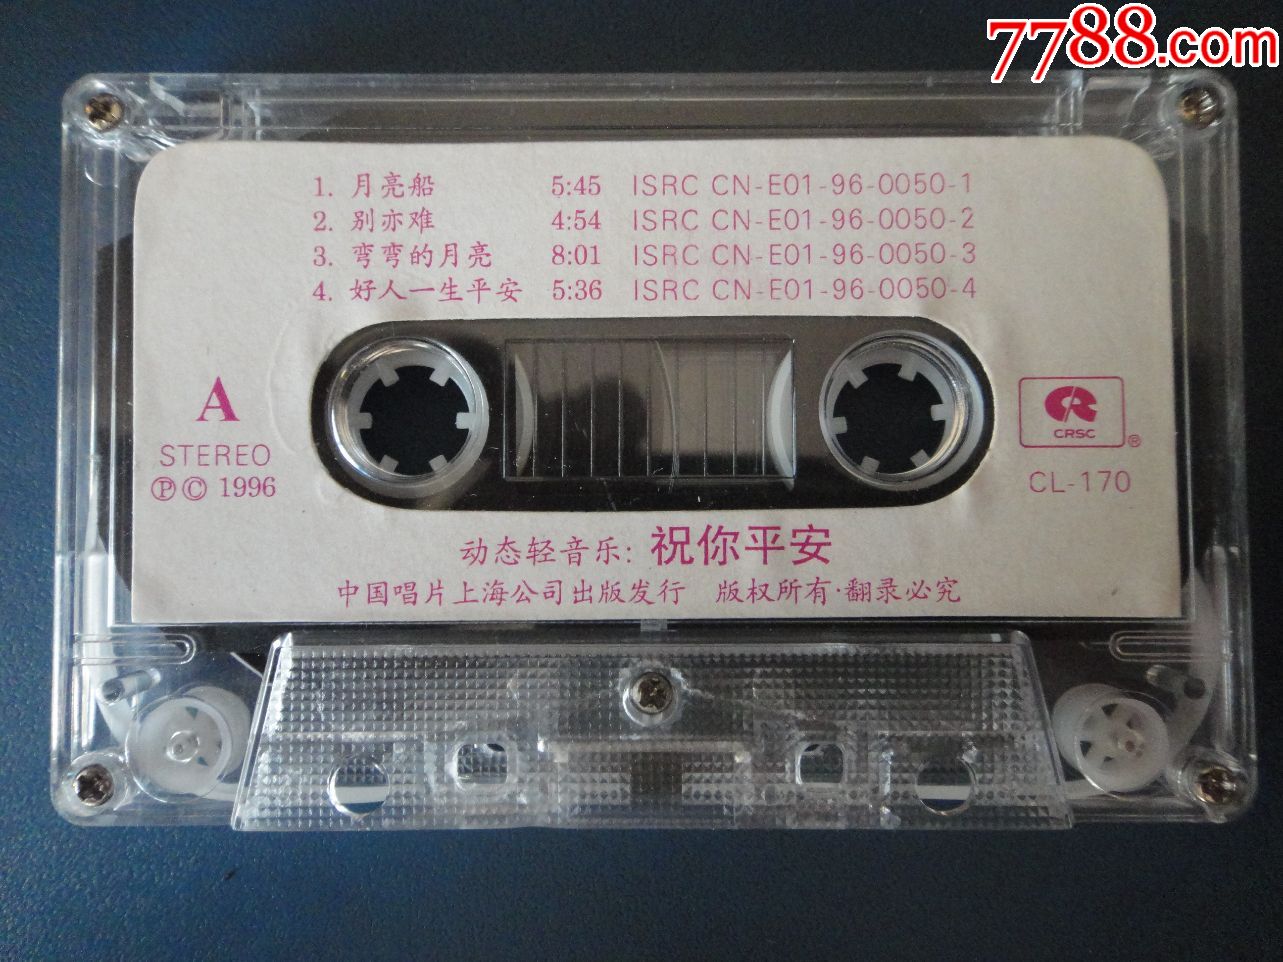 7788.com
1. 月亮船 5:45 ISRC CN-E01-96-0050-1
2. 别亦难 4:54 ISRC CN-E01-96-0050-2
3. 弯弯的月亮 8:01 ISRC CN-E01-96-0050-3
4. 好人一生平安 5:36 ISRC CN-E01-96-0050-4
A
STEREO
Ⓟ © 1996
CRSC ®
CL-170
动态轻音乐: 祝你平安
中国唱片上海公司出版发行 版权所有·翻录必究